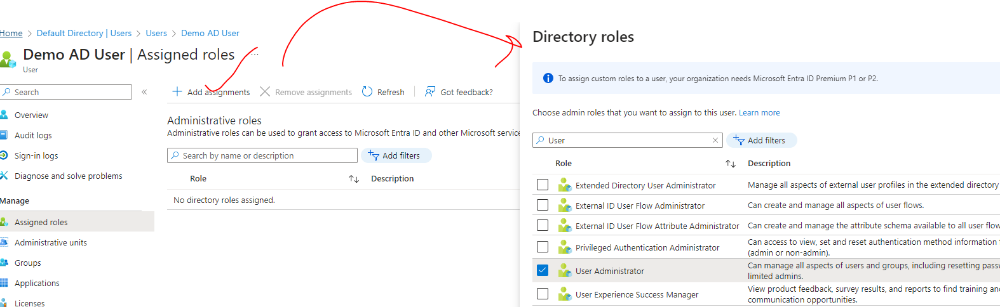 Home > Default Directory | Users > Users > Demo AD User
Demo AD User | Assigned roles ...
User
Search «
Overview
Audit logs
Sign-in logs
Diagnose and solve problems
Manage
Assigned roles
Administrative units
Groups
Applications
Licenses
Add assignments Remove assignments Refresh | Got feedback?
Administrative roles
Administrative roles can be used to grant access to Microsoft Entra ID and other Microsoft service
Search by name or description Add filters
Role Description
No directory roles assigned.
Directory roles
To assign custom roles to a user, your organization needs Microsoft Entra ID Premium P1 or P2.
Choose admin roles that you want to assign to this user. Learn more
User Add filters
Role Description
Extended Directory User Administrator Manage all aspects of external user profiles in the extended directory
External ID User Flow Administrator Can create and manage all aspects of user flows.
External ID User Flow Attribute Administrator Can create and manage the attribute schema available to all user flow
Privileged Authentication Administrator Can access to view, set and reset authentication method information
(admin or non-admin).
User Administrator Can manage all aspects of users and groups, including resetting passw
limited admins.
User Experience Success Manager View product feedback, survey results, and reports to find training and
communication opportunities.